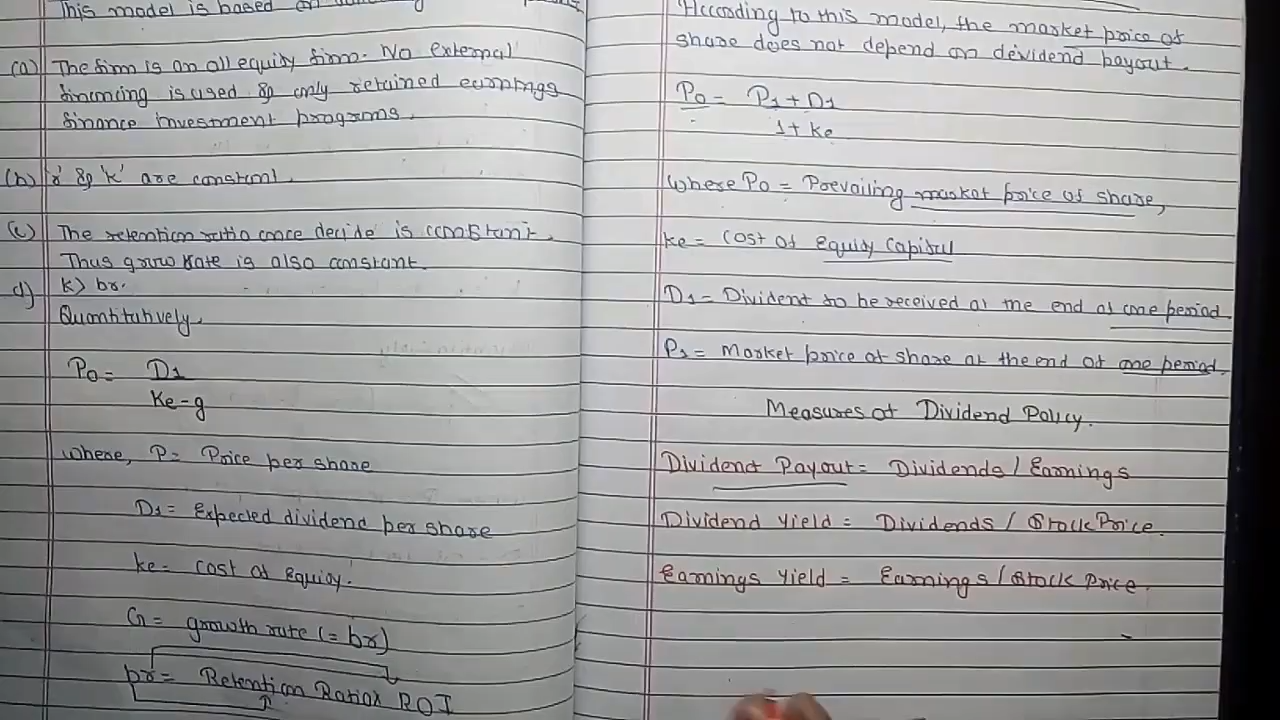 This model is based on
(a) The firm is an all equity firm. No external
financing is used & only retained earnings
finance investment programs.
(b) 'r' & 'k' are constant.
(c) The retention ratio once decide is constant.
Thus grow rate is also constant.
d) K > br.
Quantitatively
P0 = D1
Ke-g
where, P = Price per share
D1 = Expected dividend per share
ke = cost of Equity.
G = growth rate (= br)
br = Retention Ratio x ROI
According to this model, the market price of
share does not depend on devidend payout.
P0 = P1 + D1
1 + ke
where P0 = Prevailing market price of share,
Ke = Cost of Equity Capital
D1 = Divident to be received at the end of one period.
P1 = Market price of share at the end of one period.
Measures of Dividend Policy.
Divident Payout = Dividends / Earnings
Dividend Yield = Dividends / Stock Price.
Earnings Yield = Earnings / Stock Price.